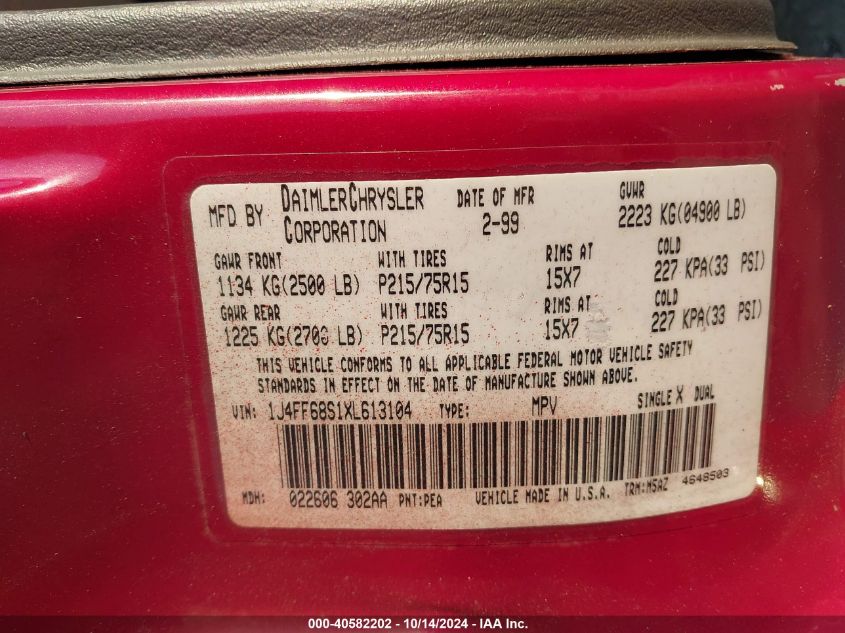 MFD BY DAIMLERCHRYSLER CORPORATION DATE OF MFR 2-99 GVWR 2223 KG(04900 LB)
GAWR FRONT WITH TIRES RIMS AT COLD
1134 KG(2500 LB) P215/75R15 15X7 227 KPA(33 PSI)
GAWR REAR WITH TIRES RIMS AT COLD
1225 KG(2700 LB) P215/75R15 15X7 227 KPA(33 PSI)
THIS VEHICLE CONFORMS TO ALL APPLICABLE FEDERAL MOTOR VEHICLE SAFETY
STANDARDS IN EFFECT ON THE DATE OF MANUFACTURE SHOWN ABOVE.
VIN: 1J4FF68S1XL613104 TYPE: MPV SINGLE X DUAL
MDH: 022606 302AA PNT:PEA VEHICLE MADE IN U.S.A. TRM:M5AZ 4648503
000-40582202 - 10/14/2024 - IAA Inc.